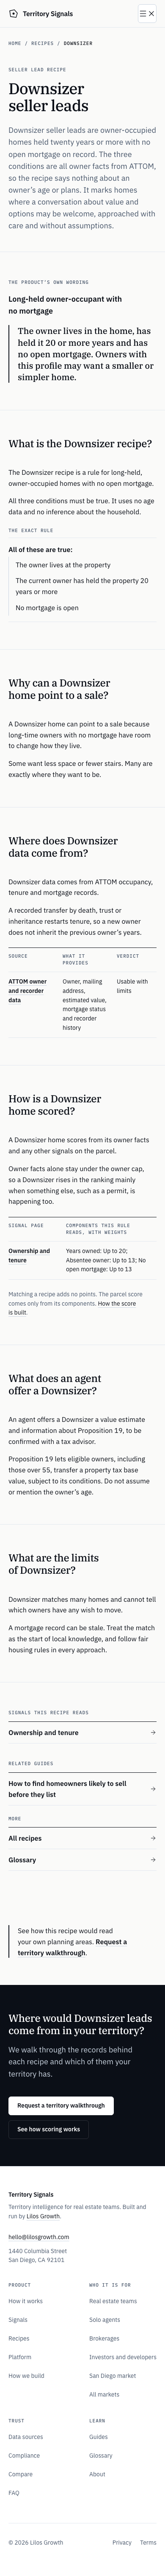 Territory Signals
HOME / RECIPES / DOWNSIZER
SELLER LEAD RECIPE
Downsizer
seller leads
Downsizer seller leads are owner-occupied
homes held twenty years or more with no
open mortgage on record. The three
conditions are all owner facts from ATTOM,
so the recipe says nothing about an
owner's age or plans. It marks homes
where a conversation about value and
options may be welcome, approached with
care and without assumptions.
THE PRODUCT'S OWN WORDING
Long-held owner-occupant with
no mortgage
The owner lives in the home, has
held it 20 or more years and has
no open mortgage. Owners with
this profile may want a smaller or
simpler home.
What is the Downsizer recipe?
The Downsizer recipe is a rule for long-held,
owner-occupied homes with no open mortgage.
All three conditions must be true. It uses no age
data and no inference about the household.
THE EXACT RULE
All of these are true:
The owner lives at the property
The current owner has held the property 20
years or more
No mortgage is open
Why can a Downsizer
home point to a sale?
A Downsizer home can point to a sale because
long-time owners with no mortgage have room
to change how they live.
Some want less space or fewer stairs. Many are
exactly where they want to be.
Where does Downsizer
data come from?
Downsizer data comes from ATTOM occupancy,
tenure and mortgage records.
A recorded transfer by death, trust or
inheritance restarts tenure, so a new owner
does not inherit the previous owner's years.
SOURCE WHAT IT PROVIDES VERDICT
ATTOM owner and recorder data Owner, mailing address, estimated value, mortgage status and recorder history Usable with limits
How is a Downsizer
home scored?
A Downsizer home scores from its owner facts
and any other signals on the parcel.
Owner facts alone stay under the owner cap,
so a Downsizer rises in the ranking mainly
when something else, such as a permit, is
happening too.
SIGNAL PAGE COMPONENTS THIS RULE READS, WITH WEIGHTS
Ownership and tenure Years owned: Up to 20; Absentee owner: Up to 13; No open mortgage: Up to 13
Matching a recipe adds no points. The parcel score
comes only from its components. How the score
is built.
What does an agent
offer a Downsizer?
An agent offers a Downsizer a value estimate
and information about Proposition 19, to be
confirmed with a tax advisor.
Proposition 19 lets eligible owners, including
those over 55, transfer a property tax base
value, subject to its conditions. Do not assume
or mention the owner's age.
What are the limits
of Downsizer?
Downsizer matches many homes and cannot tell
which owners have any wish to move.
A mortgage record can be stale. Treat the match
as the start of local knowledge, and follow fair
housing rules in every approach.
SIGNALS THIS RECIPE READS
Ownership and tenure →
RELATED GUIDES
How to find homeowners likely to sell
before they list →
MORE
All recipes →
Glossary →
See how this recipe would read
your own planning areas. Request a
territory walkthrough.
Where would Downsizer leads
come from in your territory?
We walk through the records behind
each recipe and which of them your
territory has.
Request a territory walkthrough
See how scoring works
Territory Signals
Territory intelligence for real estate teams. Built and
run by Lilos Growth.
hello@lilosgrowth.com
1440 Columbia Street
San Diego, CA 92101
PRODUCT
How it works
Signals
Recipes
Platform
How we build
WHO IT IS FOR
Real estate teams
Solo agents
Brokerages
Investors and developers
San Diego market
All markets
TRUST
Data sources
Compliance
Compare
FAQ
LEARN
Guides
Glossary
About
© 2026 Lilos Growth Privacy Terms